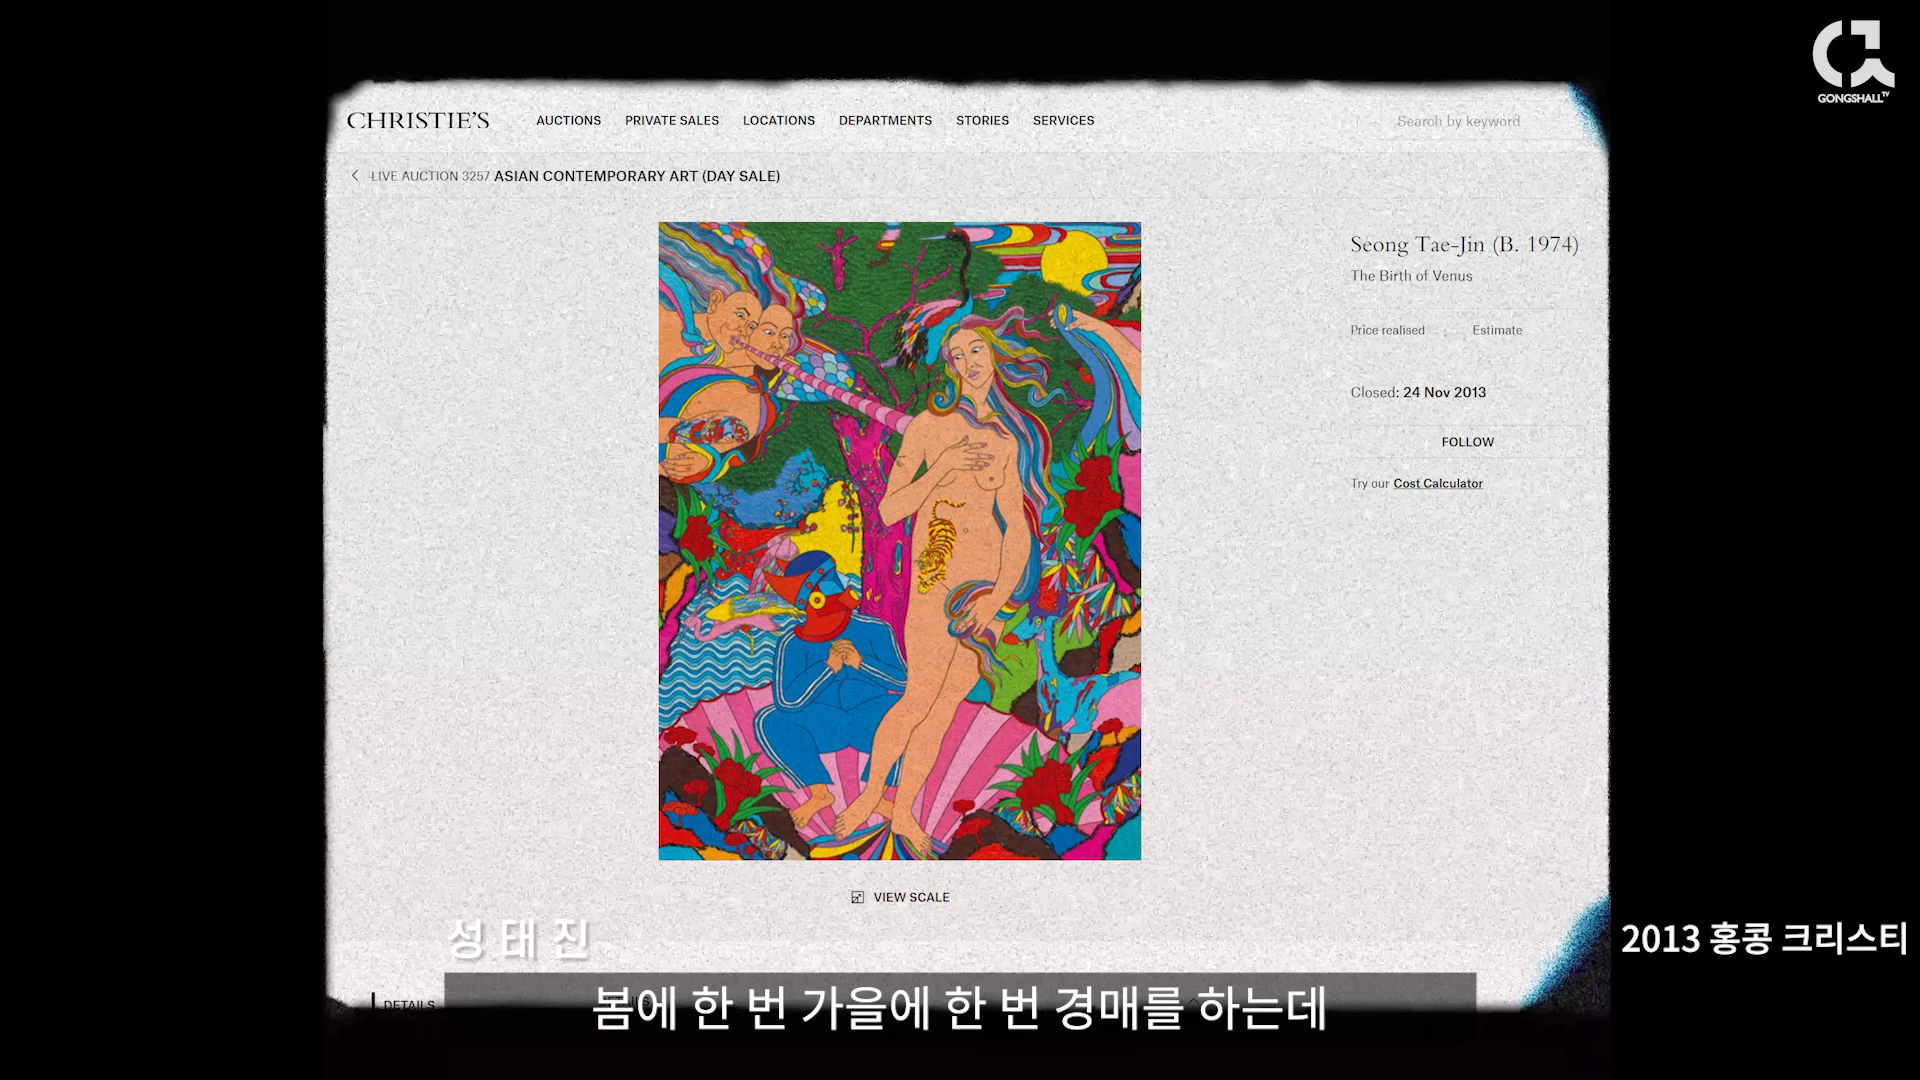 GONGSHALL TV
CHRISTIE'S
AUCTIONS PRIVATE SALES LOCATIONS DEPARTMENTS STORIES SERVICES
Search by keyword
LIVE AUCTION 3257 ASIAN CONTEMPORARY ART (DAY SALE)
Seong Tae-Jin (B. 1974)
The Birth of Venus
Price realised Estimate
Closed: 24 Nov 2013
FOLLOW
Try our Cost Calculator
VIEW SCALE
성태진
2013 홍콩 크리스티
DETAILS
봄에 한 번 가을에 한 번 경매를 하는데